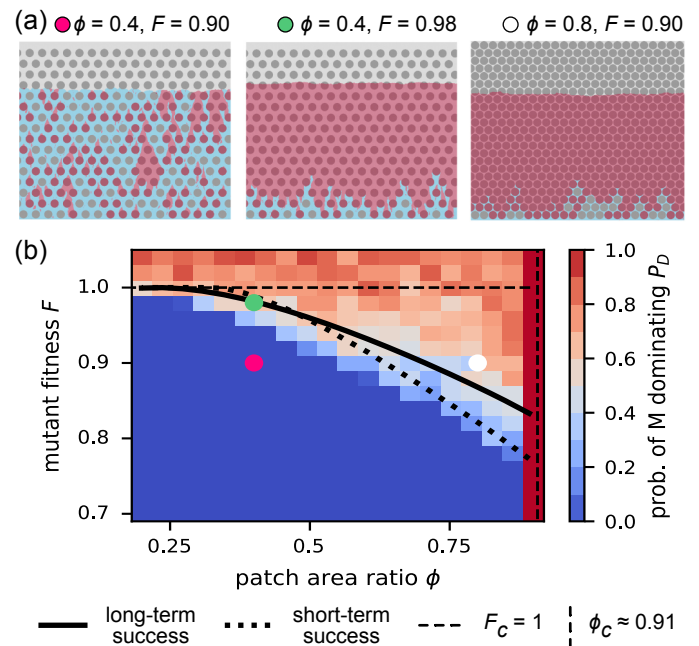 (a) ϕ = 0.4, F = 0.90 ϕ = 0.4, F = 0.98 ϕ = 0.8, F = 0.90
(b)
mutant fitness F
1.0
0.9
0.8
0.7
0.25 0.5 0.75
patch area ratio ϕ
1.0
0.8
0.6
0.4
0.2
0.0
prob. of M dominating P_D
long-term success
short-term success
F_c = 1
ϕ_c ≈ 0.91